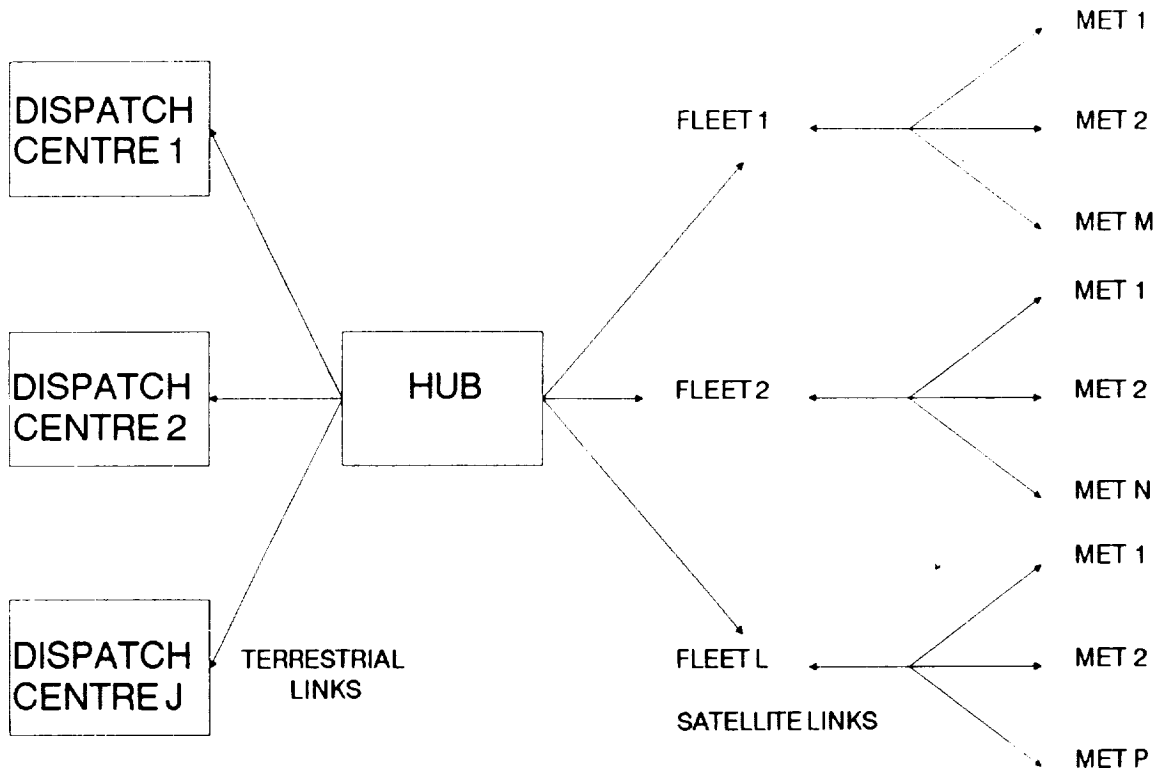 DISPATCH
CENTRE 1
DISPATCH
CENTRE 2
DISPATCH
CENTRE J
TERRESTRIAL
LINKS
HUB
FLEET 1
FLEET 2
FLEET L
SATELLITE LINKS
MET 1
MET 2
MET M
MET 1
MET 2
MET N
MET 1
MET 2
MET P